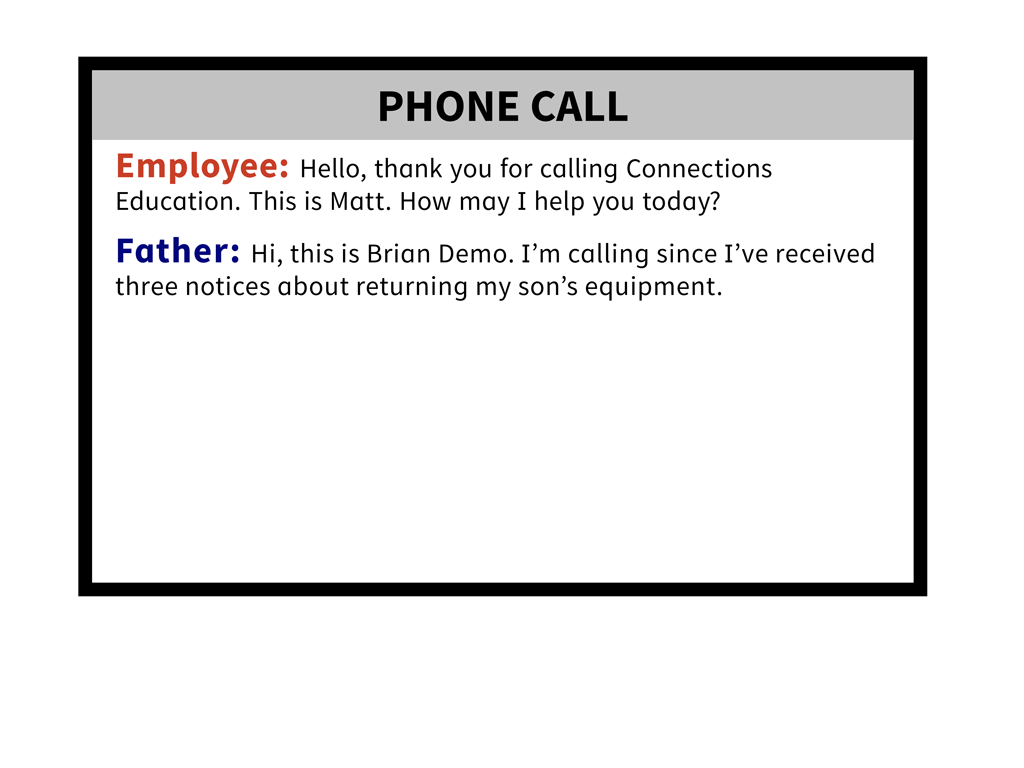 PHONE CALL
Employee: Hello, thank you for calling Connections
Education. This is Matt. How may I help you today?
Father: Hi, this is Brian Demo. I’m calling since I’ve received
three notices about returning my son’s equipment.